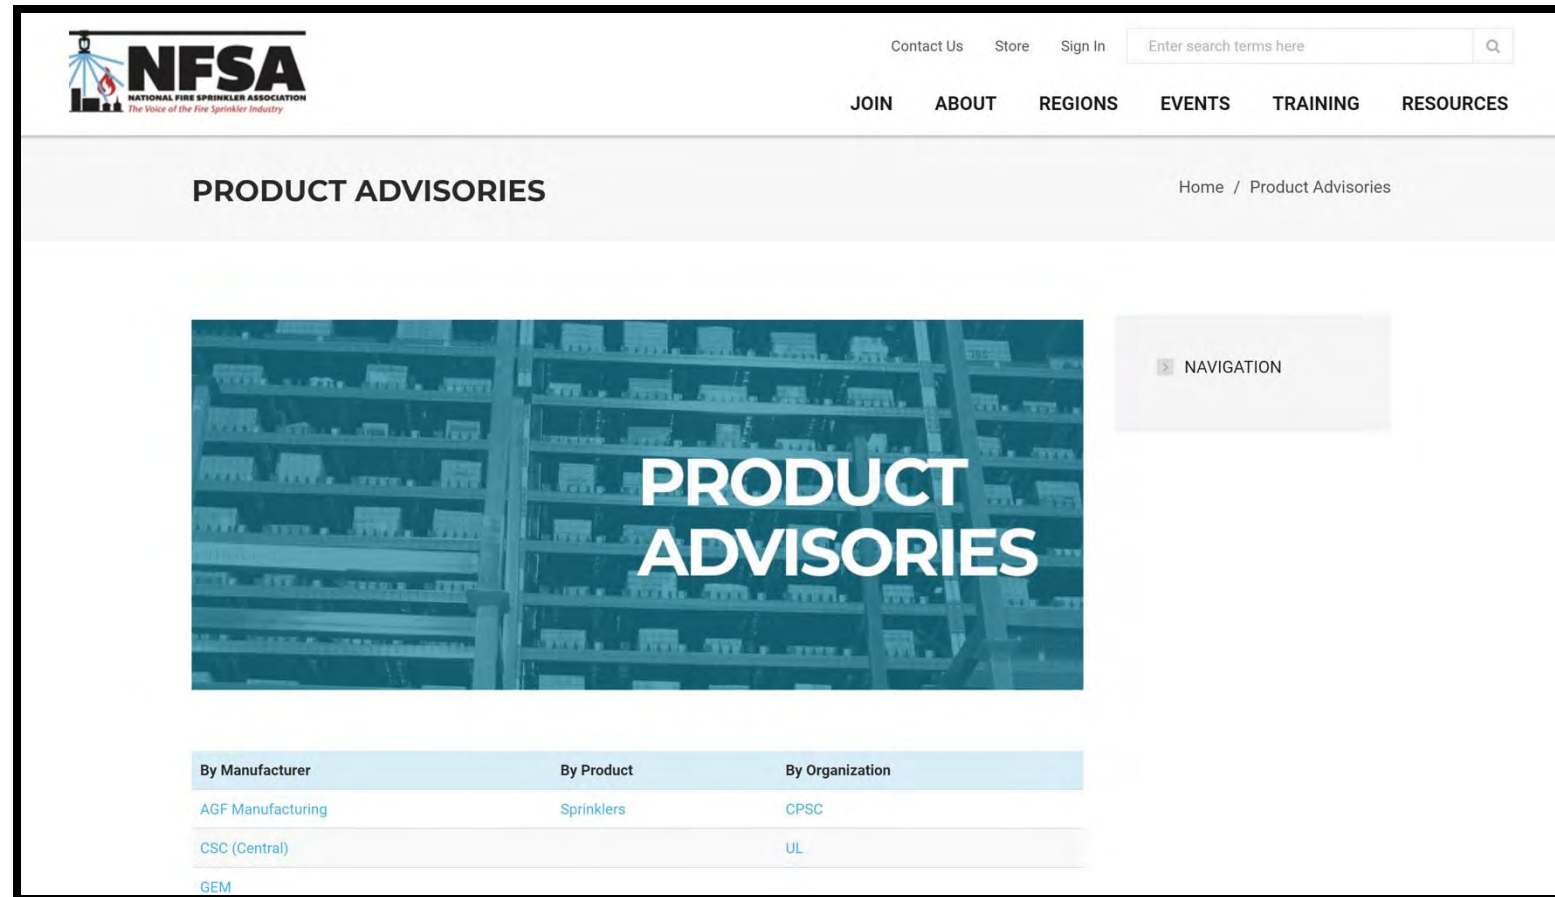 NFSA
NATIONAL FIRE SPRINKLER ASSOCIATION
The Voice of the Fire Sprinkler Industry
Contact Us Store Sign In Enter search terms here
JOIN ABOUT REGIONS EVENTS TRAINING RESOURCES
PRODUCT ADVISORIES
Home / Product Advisories
NAVIGATION
PRODUCT
ADVISORIES
By Manufacturer By Product By Organization
AGF Manufacturing Sprinklers CPSC
CSC (Central) UL
GEM